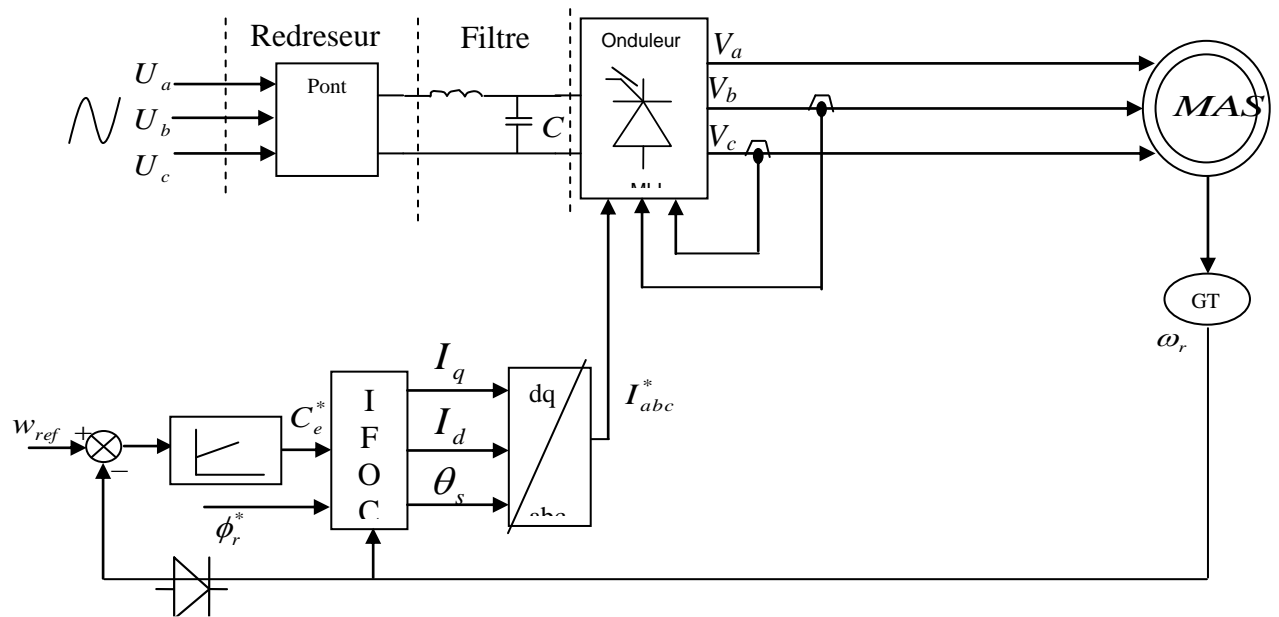 Redreseur
Filtre
Onduleur
Pont
U_a
U_b
U_c
C
V_a
V_b
V_c
MAS
GT
ω_r
I_q
I_d
θ_s
dq
I*_abc
w_ref
+
−
C*_e
I
F
O
C
ϕ*_r
abc